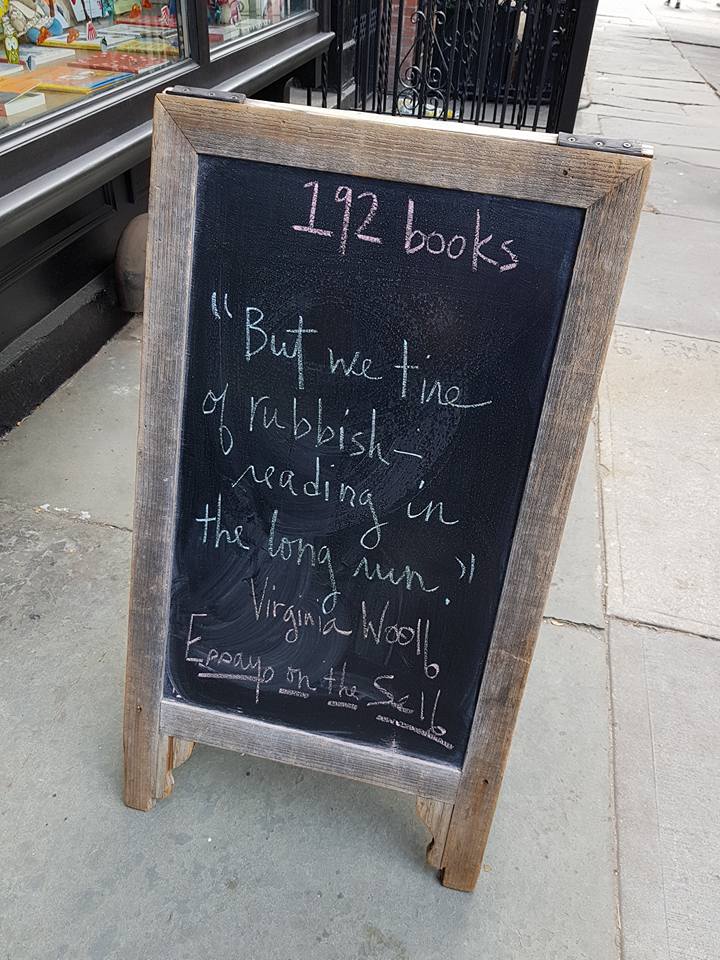 192 books
"But we tire
of rubbish-
reading in
the long run."
Virginia Woolf
Essays on the Self